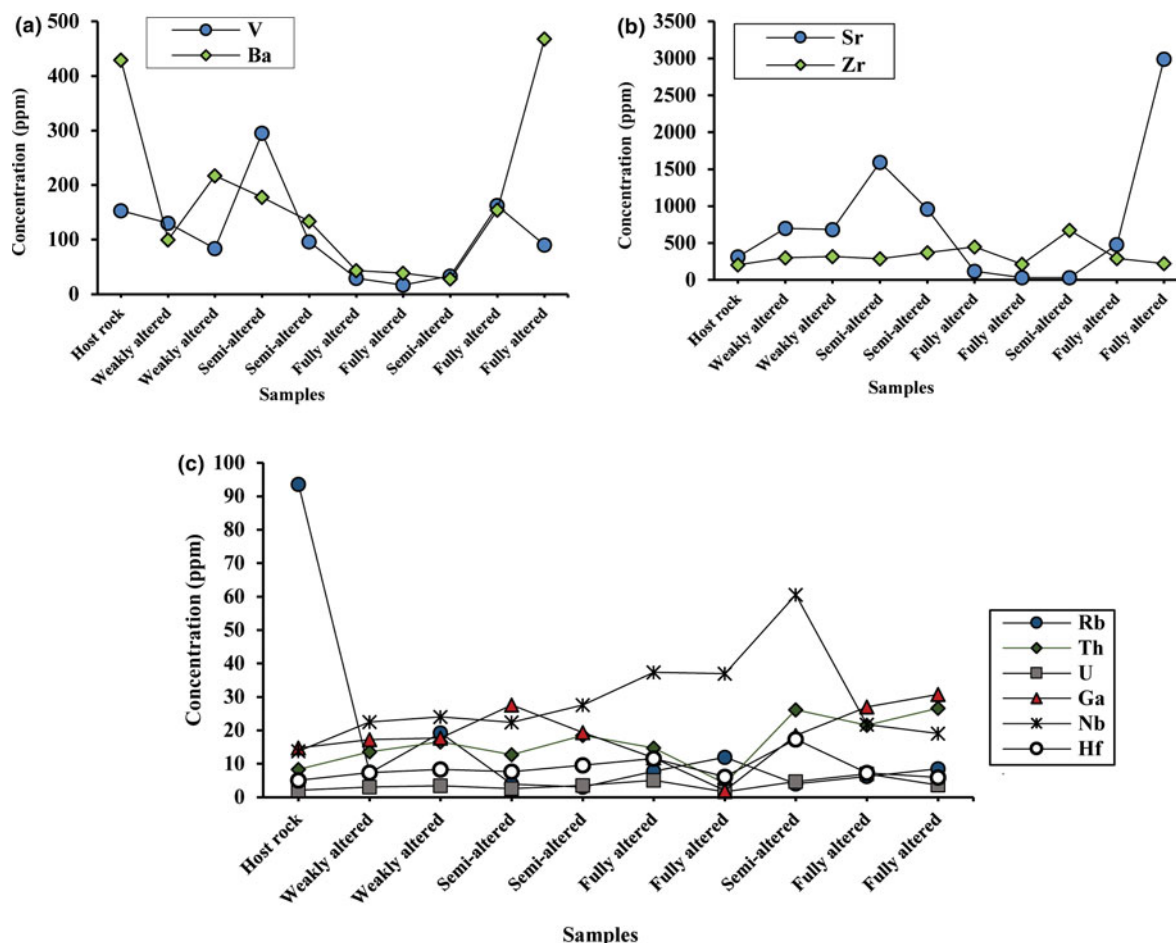 (a)
V
Ba
Concentration (ppm)
500
400
300
200
100
0
Host rock
Weakly altered
Weakly altered
Semi-altered
Semi-altered
Fully altered
Fully altered
Semi-altered
Fully altered
Fully altered
Samples
(b)
Sr
Zr
Concentration (ppm)
3500
3000
2500
2000
1500
1000
500
0
Host rock
Weakly altered
Weakly altered
Semi-altered
Semi-altered
Fully altered
Fully altered
Semi-altered
Fully altered
Fully altered
Samples
(c)
Concentration (ppm)
100
90
80
70
60
50
40
30
20
10
0
Host rock
Weakly altered
Weakly altered
Semi-altered
Semi-altered
Fully altered
Fully altered
Semi-altered
Fully altered
Fully altered
Samples
Rb
Th
U
Ga
Nb
Hf